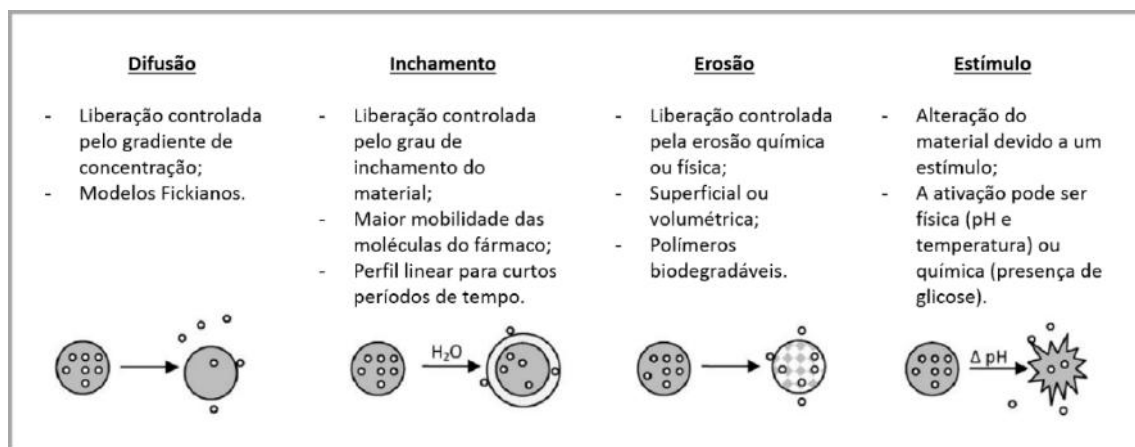 Difusão
- Liberação controlada
pelo gradiente de
concentração;
- Modelos Fickianos.
Inchamento
- Liberação controlada
pelo grau de
inchamento do
material;
- Maior mobilidade das
moléculas do fármaco;
- Perfil linear para curtos
períodos de tempo.
Erosão
- Liberação controlada
pela erosão química
ou física;
- Superficial ou
volumétrica;
- Polímeros
biodegradáveis.
Estímulo
- Alteração do
material devido a um
estímulo;
- A ativação pode ser
física (pH e
temperatura) ou
química (presença de
glicose).
H₂O
Δ pH